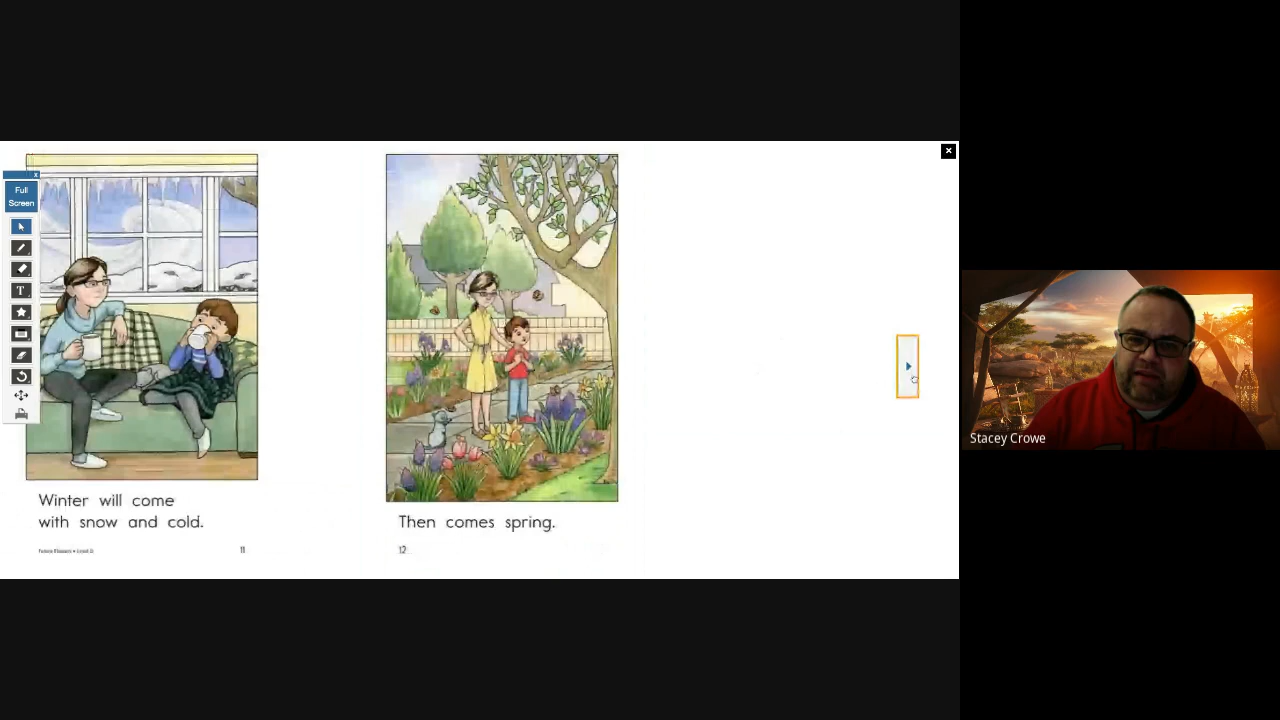 x
Full
Screen
T
Winter will come
with snow and cold.
11
Then comes spring.
12
Stacey Crowe